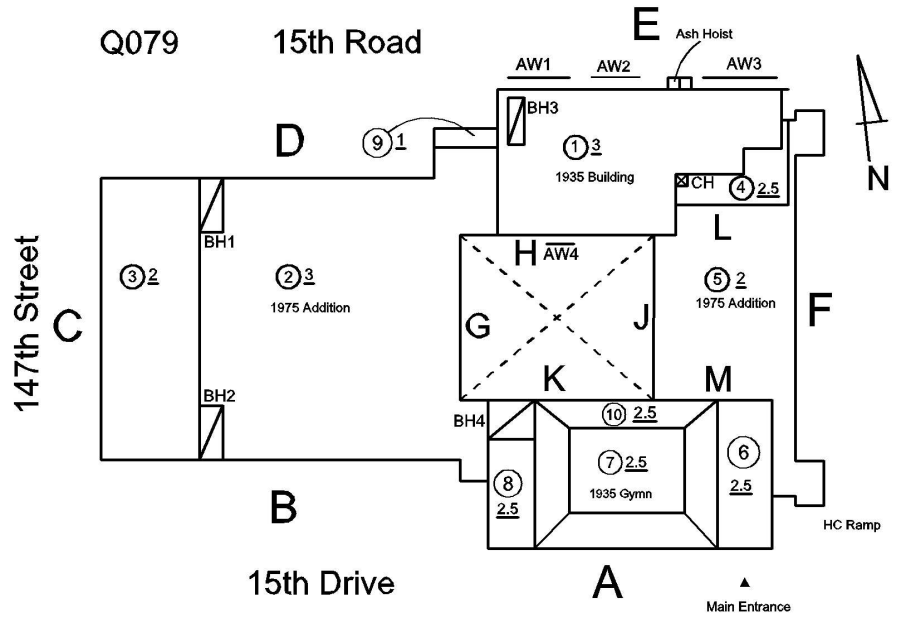 Q079
15th Road
E
Ash Hoist
AW1
AW2
AW3
BH3
D
9 1
1 3
1935 Building
N
CH
4 2.5
BH1
L
H
AW4
147th Street
C
3 2
2 3
1975 Addition
5 2
1975 Addition
G
J
F
K
M
BH2
BH4
10 2.5
6
2.5
7 2.5
1935 Gymn
8
2.5
B
HC Ramp
15th Drive
A
▲
Main Entrance